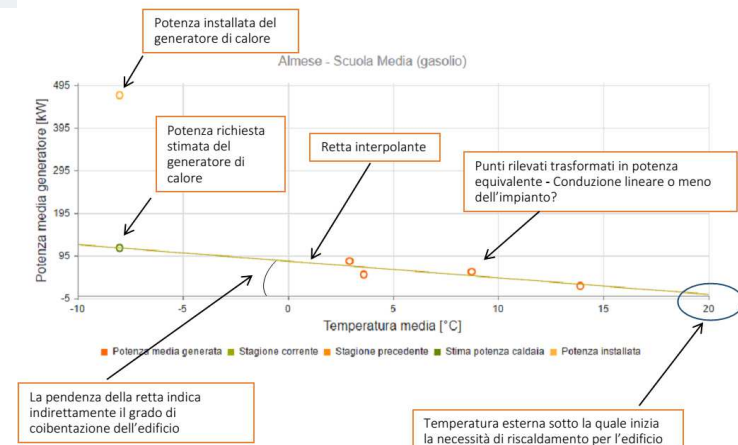 Potenza installata del
generatore di calore
Almese - Scuola Media (gasolio)
Potenza media generatore [kW]
495
395
295
195
95
-5
Potenza richiesta
stimata del
generatore di
calore
Retta interpolante
Punti rilevati trasformati in potenza
equivalente - Conduzione lineare o meno
dell'impianto?
-10
-5
0
5
10
15
20
Temperatura media [°C]
Potenza media generata
Stagione corrente
Stagione precedente
Stima potenza caldaia
Potenza installata
La pendenza della retta indica
indirettamente il grado di
coibentazione dell'edificio
Temperatura esterna sotto la quale inizia
la necessità di riscaldamento per l'edificio